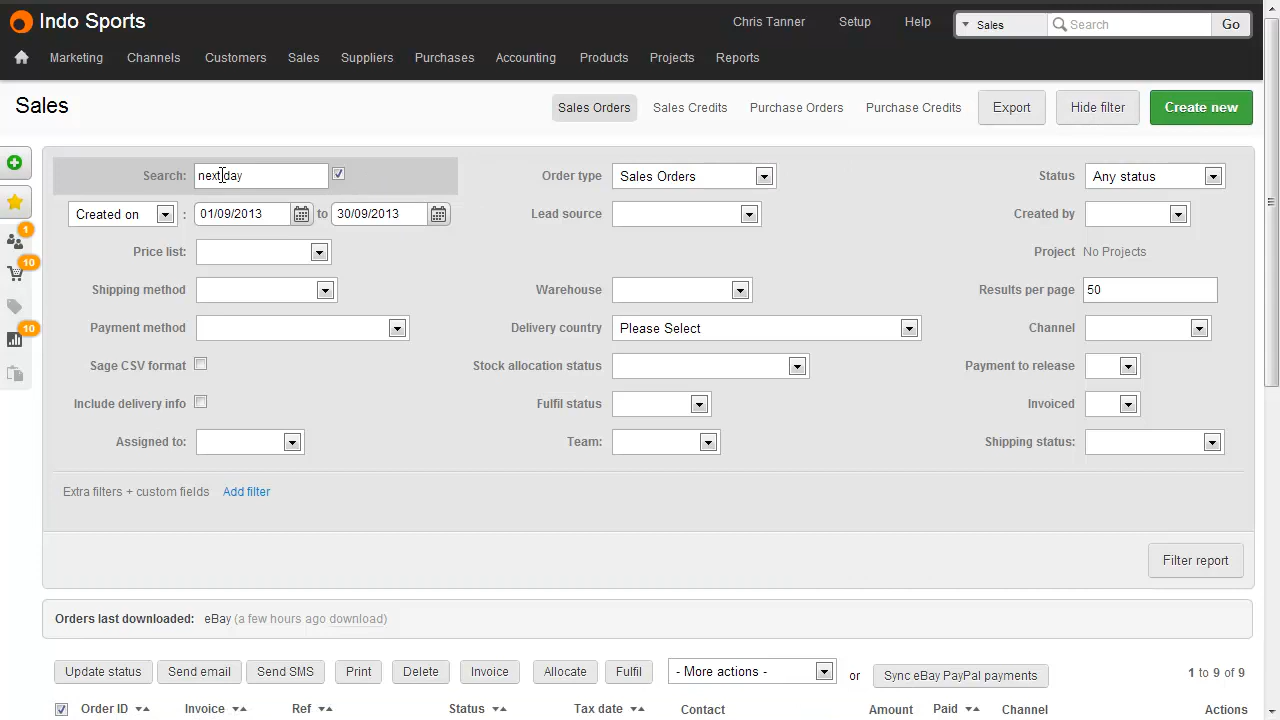 Indo Sports
Chris Tanner Setup Help Sales Search Go
Marketing Channels Customers Sales Suppliers Purchases Accounting Products Projects Reports
Sales
Sales Orders Sales Credits Purchase Orders Purchase Credits Export Hide filter Create new
Search: next day Order type Sales Orders Status Any status
Created on : 01/09/2013 to 30/09/2013 Lead source Created by
1
Price list: Project No Projects
10
Shipping method Warehouse Results per page 50
Payment method Delivery country Please Select Channel
10
Sage CSV format Stock allocation status Payment to release
Include delivery info Fulfil status Invoiced
Assigned to: Team: Shipping status:
Extra filters + custom fields Add filter
Filter report
Orders last downloaded: eBay (a few hours ago download)
Update status Send email Send SMS Print Delete Invoice Allocate Fulfil - More actions - or Sync eBay PayPal payments 1 to 9 of 9
Order ID Invoice Ref Status Tax date Contact Amount Paid Channel Actions